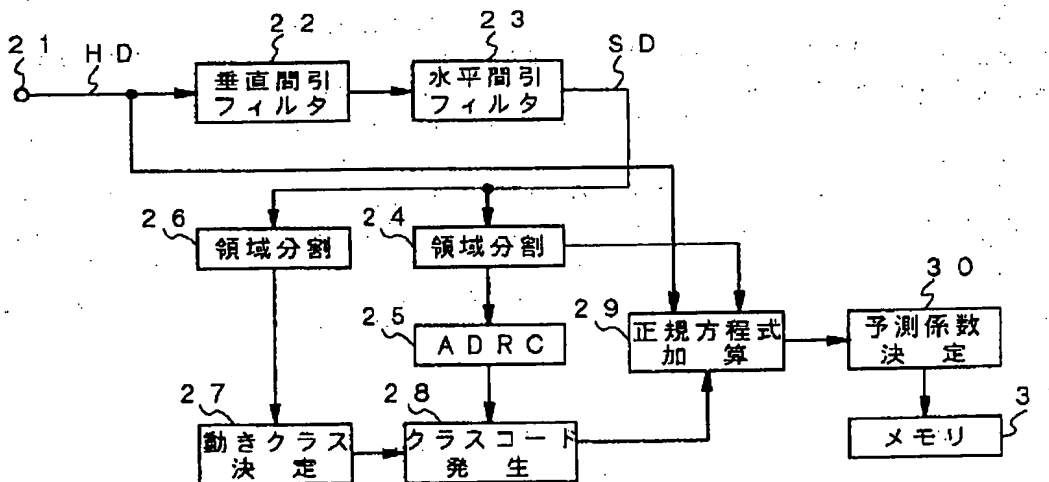 21
HD
22
垂直間引
フィルタ
23
水平間引
フィルタ
SD
26
領域分割
24
領域分割
25
ADRC
27
動きクラス
決定
28
クラスコード
発生
29
正規方程式
加算
30
予測係数
決定
メモリ
3